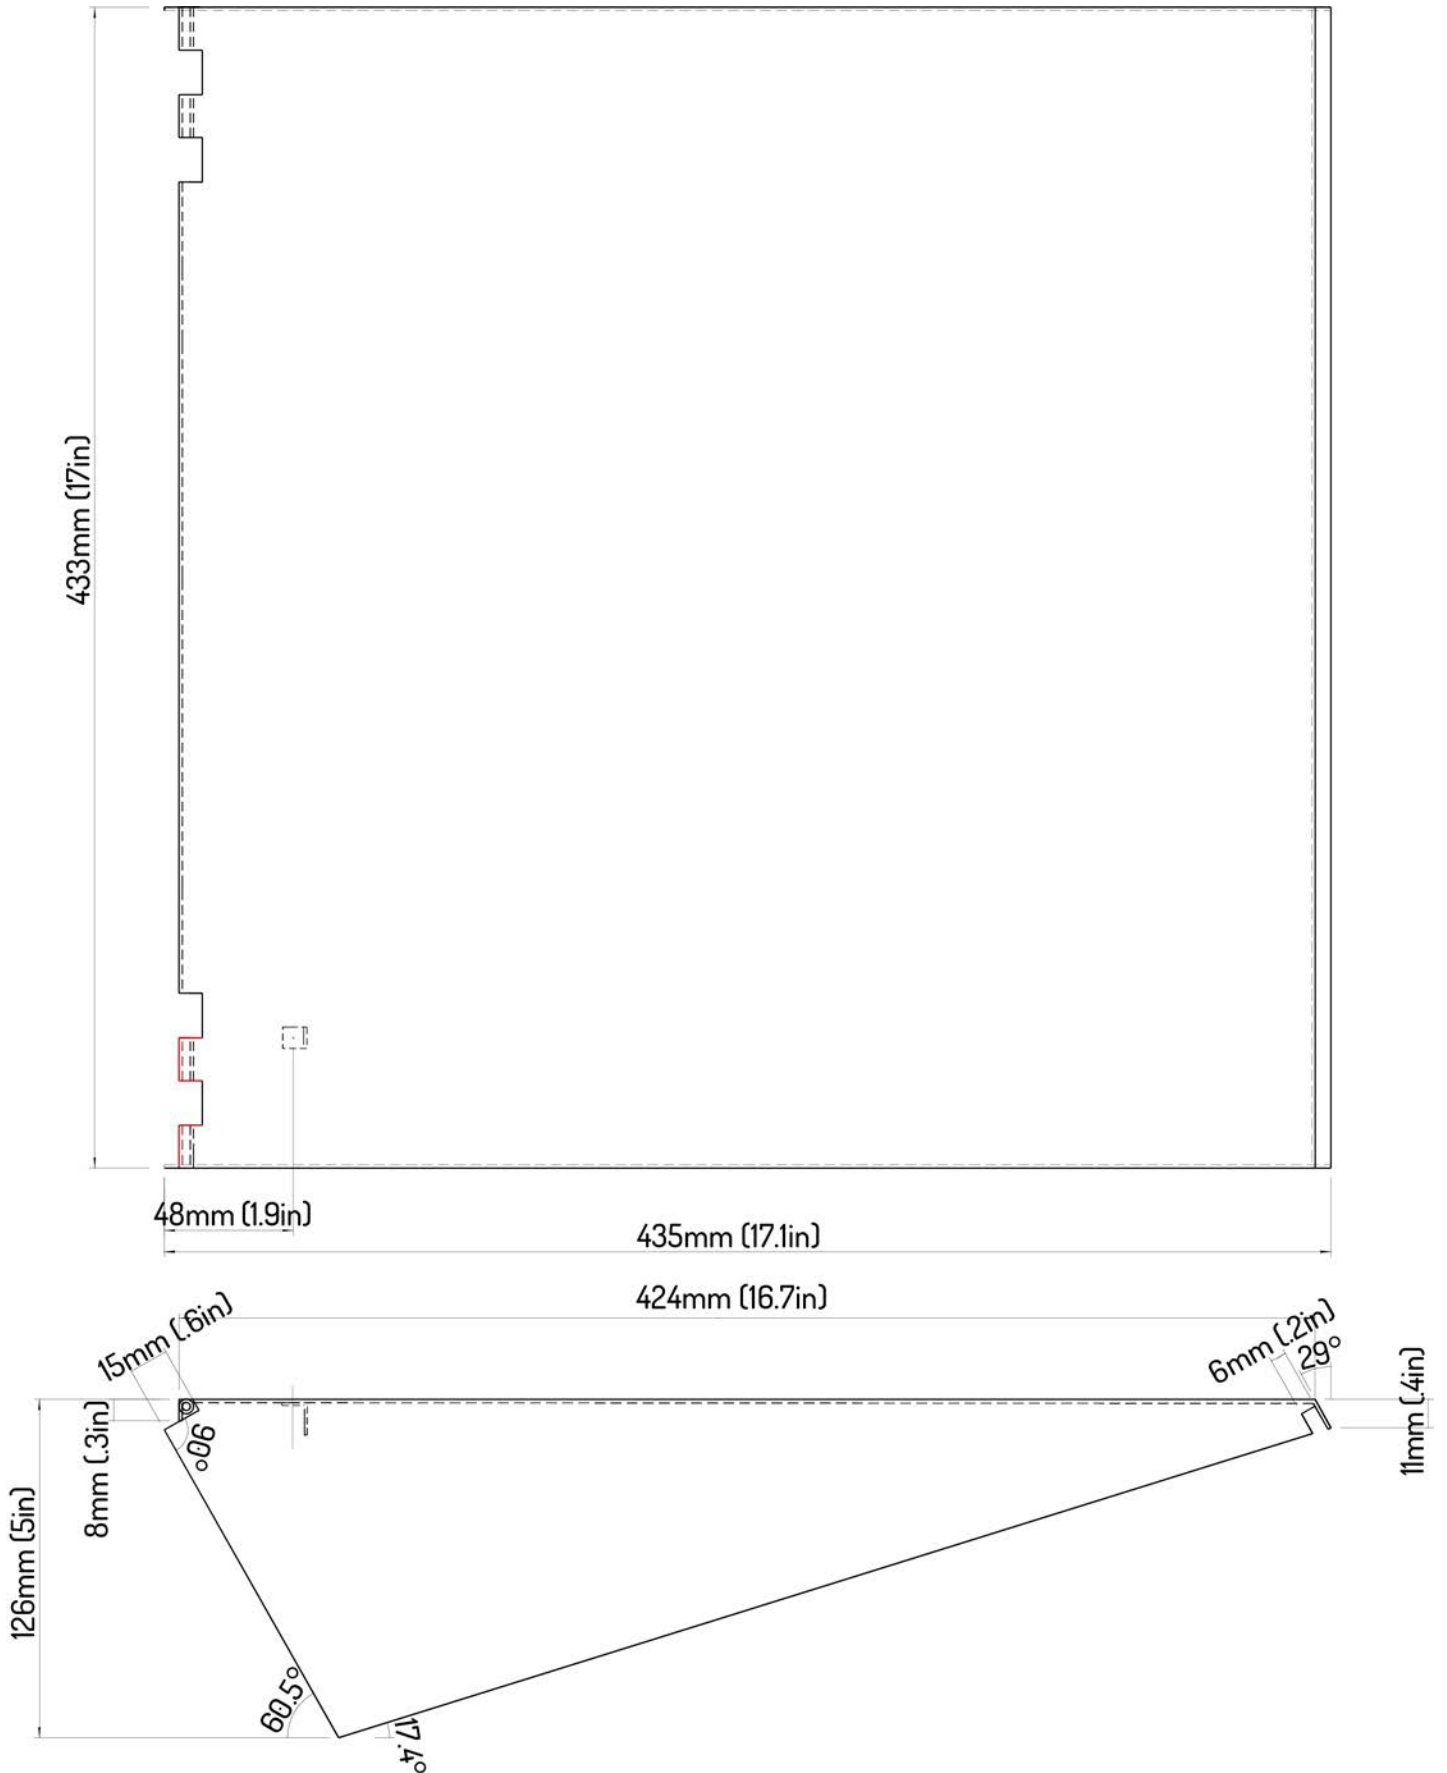 433mm (17in)
48mm (1.9in)
435mm (17.1in)
424mm (16.7in)
15mm (.6in)
6mm (.2in)
29°
11mm (.4in)
8mm (.3in)
90°
126mm (5in)
60.5°
17.4°